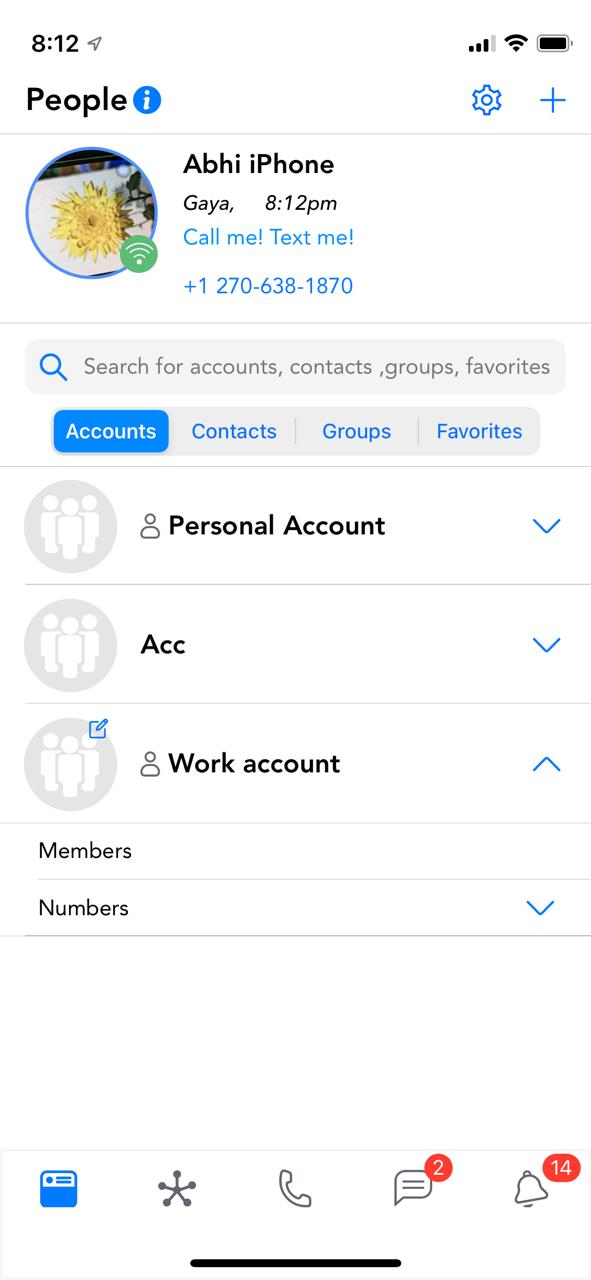 8:12
People
Abhi iPhone
Gaya, 8:12pm
Call me! Text me!
+1 270-638-1870
Search for accounts, contacts ,groups, favorites
Accounts Contacts Groups Favorites
Personal Account
Acc
Work account
Members
Numbers
2 14